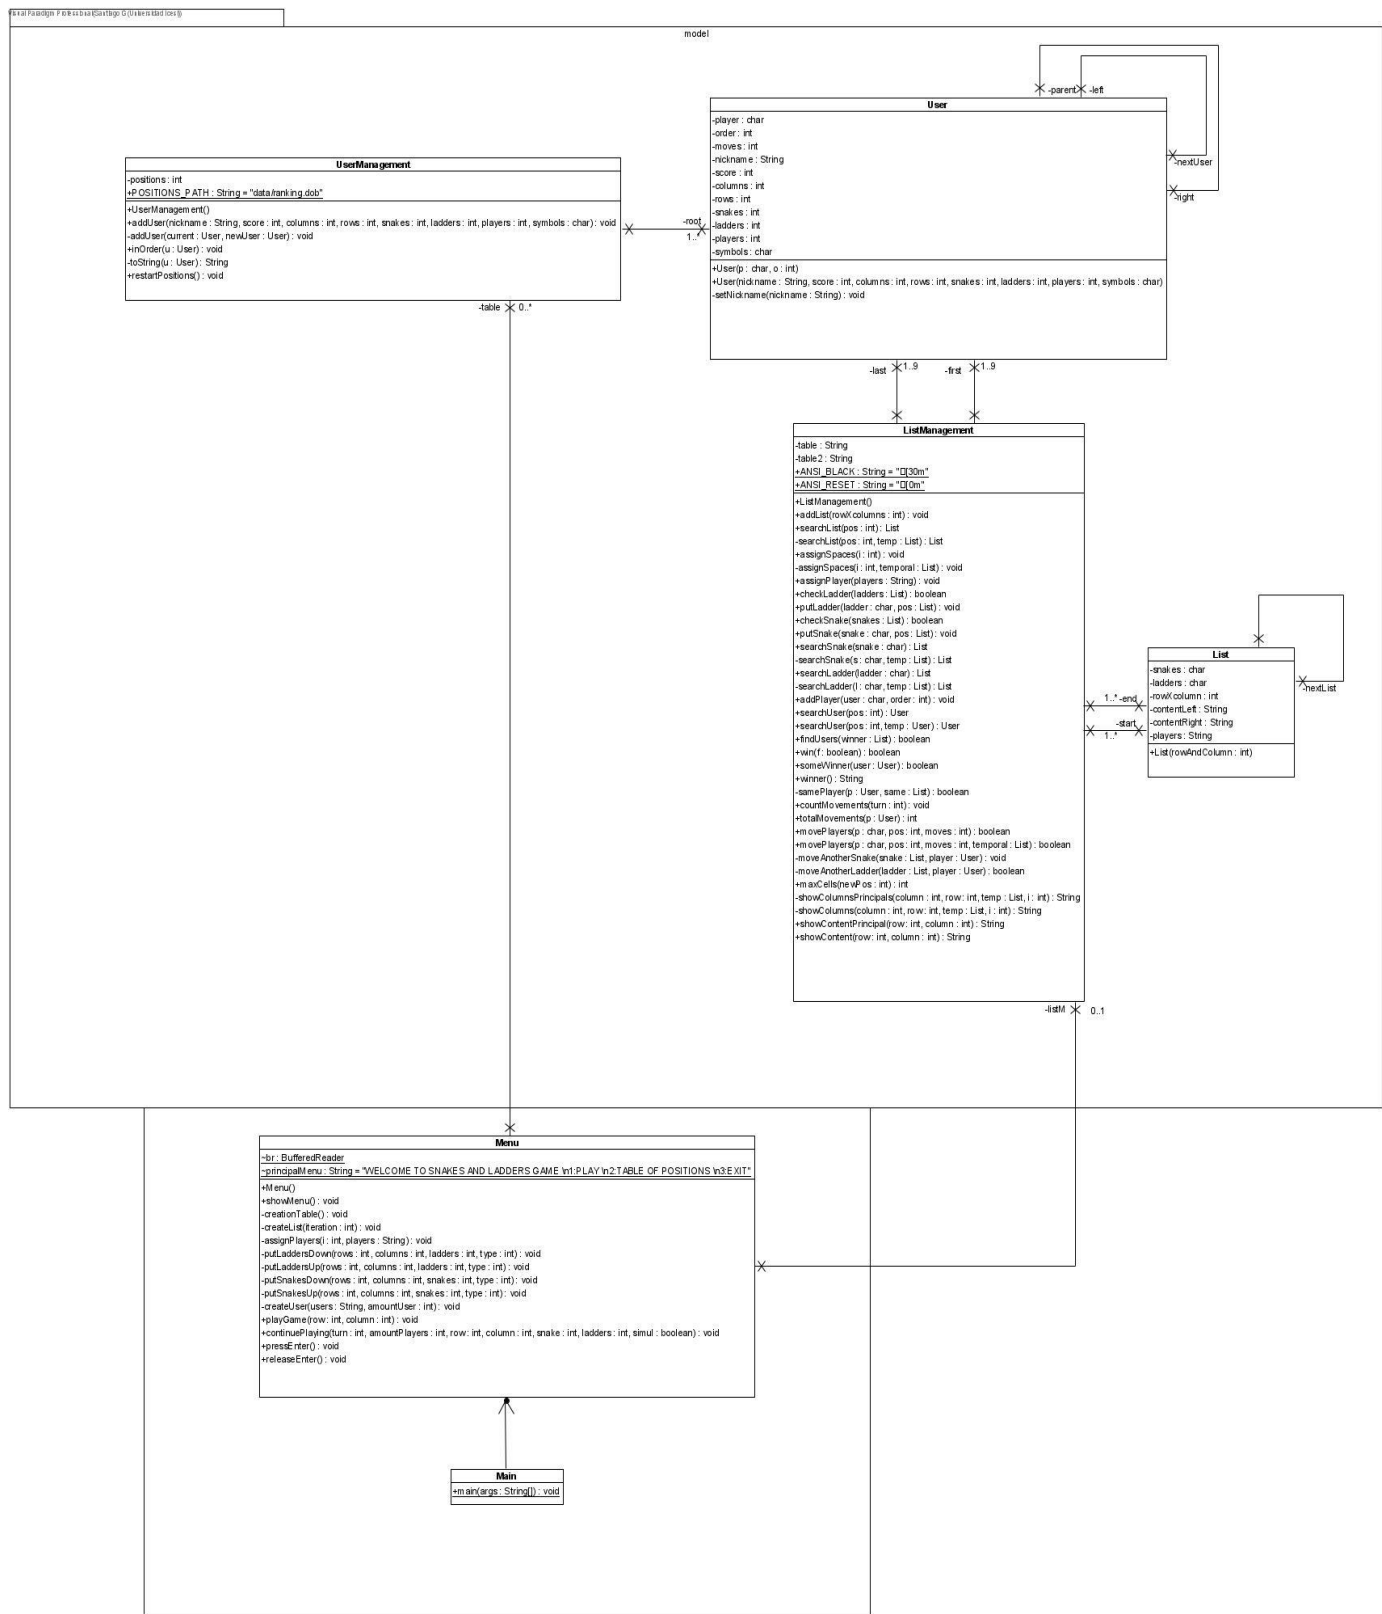 Visual Paradigm Professional(Santiago G (Universidad Icesi))
model
-parent
-left
-nextUser
-right
User
-player : char
-order : int
-moves : int
-nickname : String
-score : int
-columns : int
-rows : int
-snakes : int
-ladders : int
-players : int
-symbols : char
+User(p : char, o : int)
+User(nickname : String, score : int, columns : int, rows : int, snakes : int, ladders : int, players : int, symbols : char)
-setNickname(nickname : String) : void
UserManagement
-positions : int
+POSITIONS_PATH : String = "data/ranking.dob"
+UserManagement()
+addUser(nickname : String, score : int, columns : int, rows : int, snakes : int, ladders : int, players : int, symbols : char) : void
-addUser(current : User, newUser : User) : void
+inOrder(u : User) : void
-toString(u : User) : String
+restartPositions() : void
-root
1..*
-table
0..*
-last
1..9
-first
1..9
ListManagement
-table : String
-table2 : String
+ANSI_BLACK : String = "▯[30m"
+ANSI_RESET : String = "▯[0m"
+ListManagement()
+addList(rowXcolumns : int) : void
+searchList(pos : int) : List
-searchList(pos : int, temp : List) : List
+assignSpaces(i : int) : void
-assignSpaces(i : int, temporal : List) : void
+assignPlayer(players : String) : void
+checkLadder(ladders : List) : boolean
+putLadder(ladder : char, pos : List) : void
+checkSnake(snakes : List) : boolean
+putSnake(snake : char, pos : List) : void
+searchSnake(snake : char) : List
-searchSnake(s : char, temp : List) : List
+searchLadder(ladder : char) : List
-searchLadder(l : char, temp : List) : List
+addPlayer(user : char, order : int) : void
+searchUser(pos : int) : User
+searchUser(pos : int, temp : User) : User
+findUsers(winner : List) : boolean
+win(f : boolean) : boolean
+someWinner(user : User) : boolean
+winner() : String
-samePlayer(p : User, same : List) : boolean
+countMovements(turn : int) : void
+totalMovements(p : User) : int
+movePlayers(p : char, pos : int, moves : int) : boolean
+movePlayers(p : char, pos : int, moves : int, temporal : List) : boolean
-moveAnotherSnake(snake : List, player : User) : void
-moveAnotherLadder(ladder : List, player : User) : boolean
+maxCells(newPos : int) : int
-showColumnsPrincipals(column : int, row : int, temp : List, i : int) : String
-showColumns(column : int, row : int, temp : List, i : int) : String
+showContentPrincipal(row : int, column : int) : String
+showContent(row : int, column : int) : String
1..*
-end
-start
1..*
List
-snakes : char
-ladders : char
-rowXcolumn : int
-contentLeft : String
-contentRight : String
-players : String
+List(rowAndColumn : int)
-nextList
-listM
0..1
Menu
~br : BufferedReader
~principalMenu : String = "WELCOME TO SNAKES AND LADDERS GAME \n1:PLAY \n2:TABLE OF POSITIONS \n3:EXIT"
+Menu()
+showMenu() : void
-creationTable() : void
-createList(iteration : int) : void
-assignPlayers(i : int, players : String) : void
-putLaddersDown(rows : int, columns : int, ladders : int, type : int) : void
-putLaddersUp(rows : int, columns : int, ladders : int, type : int) : void
-putSnakesDown(rows : int, columns : int, snakes : int, type : int) : void
-putSnakesUp(rows : int, columns : int, snakes : int, type : int) : void
-createUser(users : String, amountUser : int) : void
+playGame(row : int, column : int) : void
+continuePlaying(turn : int, amountPlayers : int, row : int, column : int, snake : int, ladders : int, simul : boolean) : void
+pressEnter() : void
+releaseEnter() : void
Main
+main(args : String[]) : void